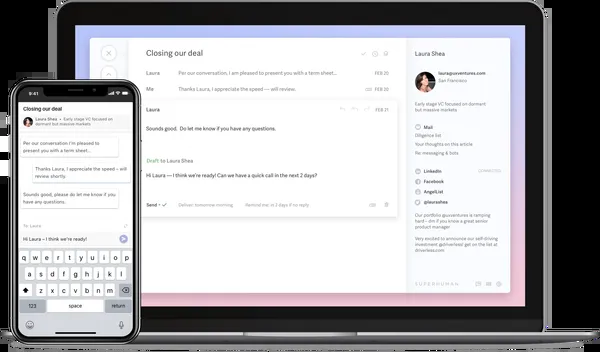 9:41
Closing our deal
Laura Shea • Early stage VC focused on
dormant but massive markets.
Per our conversation I'm pleased to
present you with a term sheet...
Thanks Laura, I appreciate the speed – will
review shortly.
Sounds good, please do let me know if you
have any questions.
To: Laura
Hi Laura – I think we're ready!
q w e r t y u i o p
a s d f g h j k l
z x c v b n m
123 space return
Closing our deal
Laura Per our conversation, I am pleased to present you with a term sheet... FEB 20
Me Thanks Laura, I appreciate the speed — will review. FEB 20
Laura FEB 21
Sounds good. Do let me know if you have any questions.
Draft to Laura Shea
Hi Laura — I think we're ready! Can we have a quick call in the next 2 days?
Send Deliver tomorrow morning Remind me in 2 days if no reply
Laura Shea
laura@usventures.com
San Francisco
Early stage VC focused on dormant
but massive markets.
Mail
Diligence list
Your thoughts on this article
Re: messaging & bots
LinkedIn
Facebook
AngelList
@laurashea
Our portfolio @usventures is ramping
hard – dm if you know a great senior
product manager
Very excited to announce our self-driving
investment @driverless! get on the list at
driverless.com
SUPERHUMAN